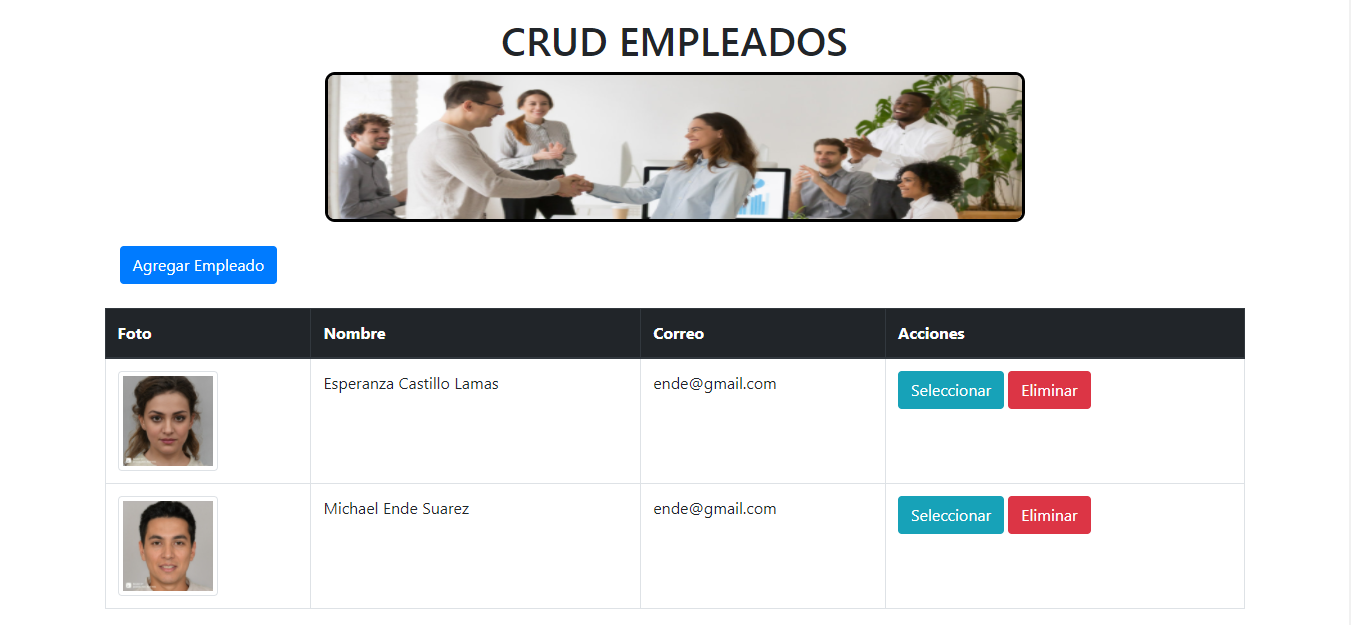 CRUD EMPLEADOS
Agregar Empleado
Foto Nombre Correo Acciones
Esperanza Castillo Lamas ende@gmail.com Seleccionar Eliminar
Michael Ende Suarez ende@gmail.com Seleccionar Eliminar